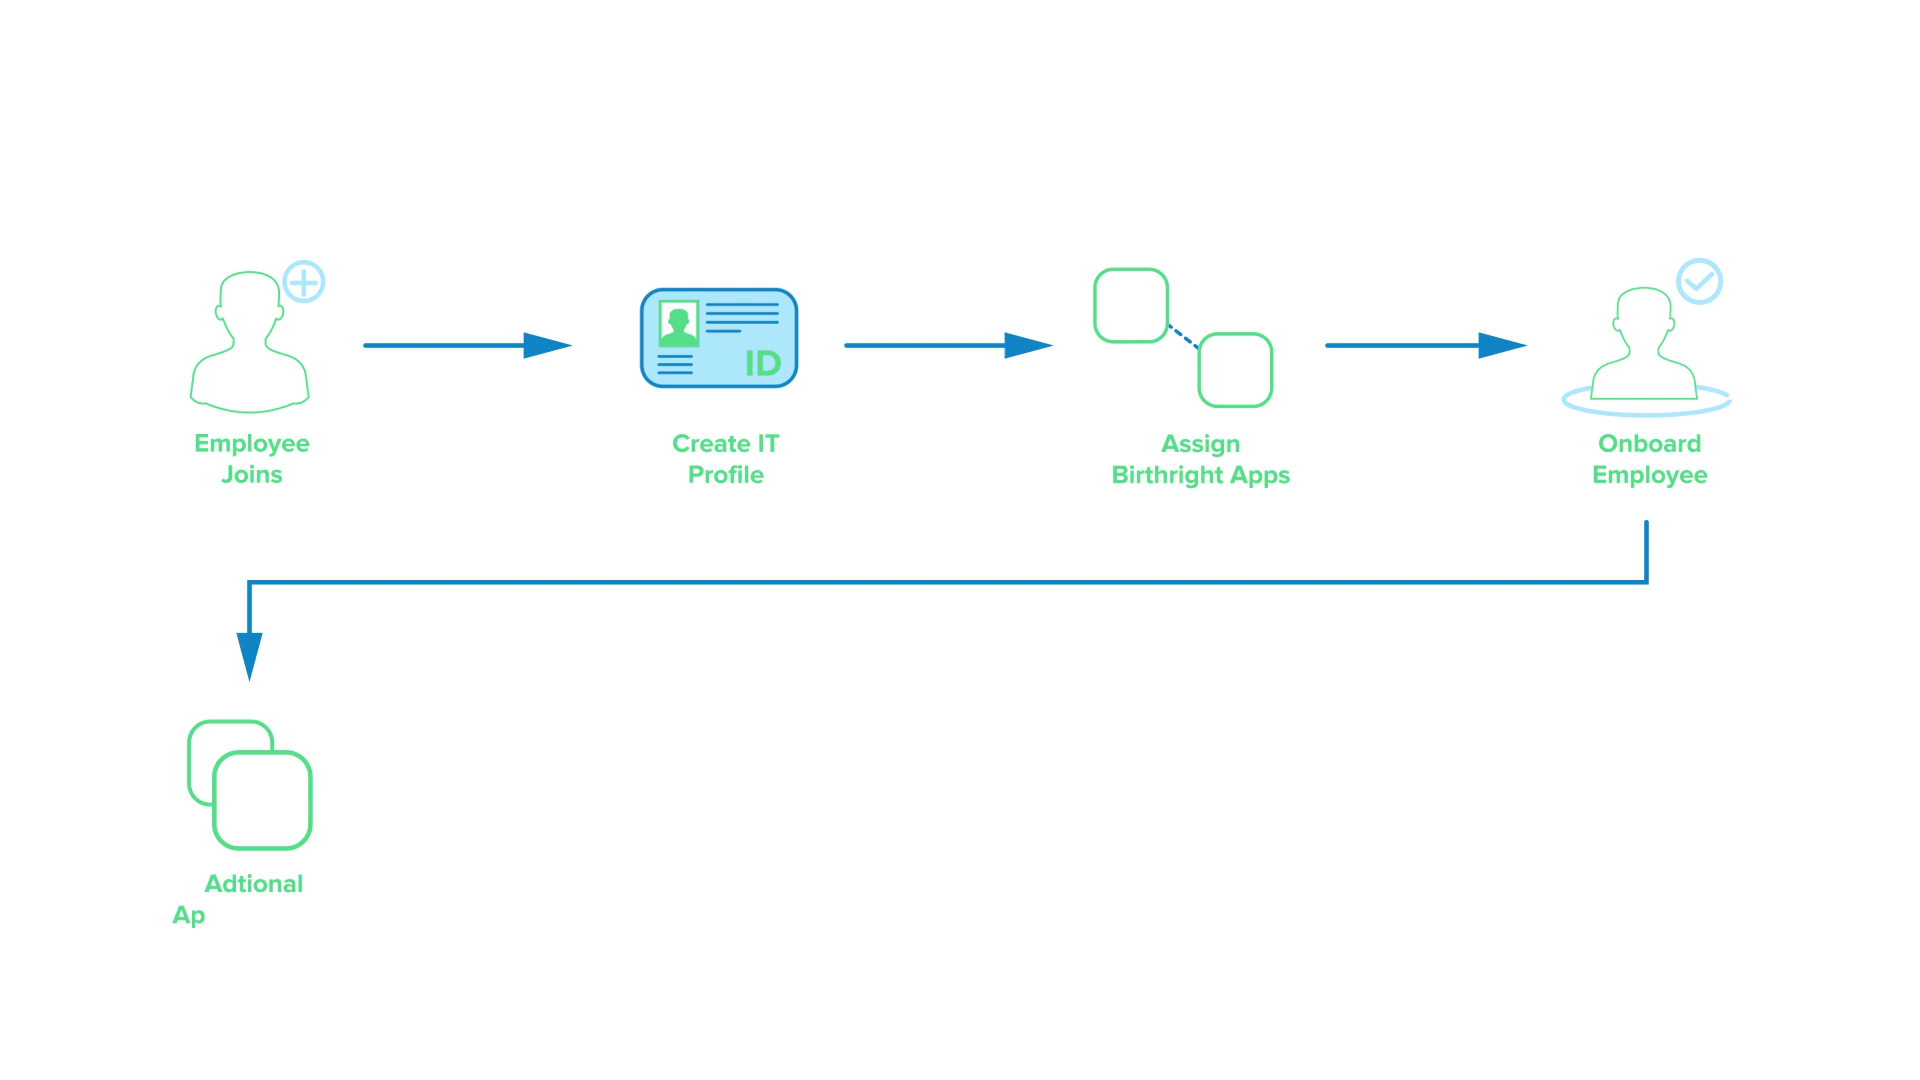 Employee
Joins
ID
Create IT
Profile
Assign
Birthright Apps
Onboard
Employee
Adtional
Ap